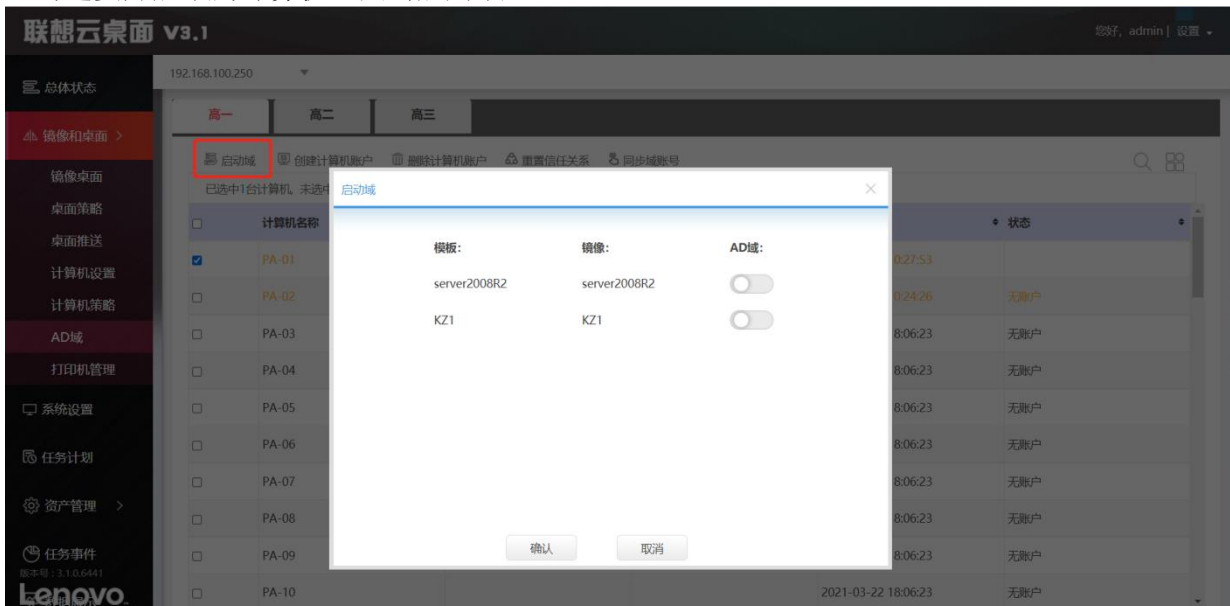 联想云桌面 V3.1
您好, admin | 设置
192.168.100.250
总体状态
镜像和桌面 >
镜像桌面
桌面策略
桌面推送
计算机设置
计算机策略
AD域
打印机管理
系统设置
任务计划
资产管理 >
任务事件
版本号 : 3.1.0.6441
Lenovo
高一 高二 高三
启动域 创建计算机账户 删除计算机账户 重置信任关系 同步域账号
已选中1台计算机, 未选中
计算机名称 状态
PA-01 0:27:53
PA-02 0:24:26 无账户
PA-03 8:06:23 无账户
PA-04 8:06:23 无账户
PA-05 8:06:23 无账户
PA-06 8:06:23 无账户
PA-07 8:06:23 无账户
PA-08 8:06:23 无账户
PA-09 8:06:23 无账户
PA-10 2021-03-22 18:06:23 无账户
启动域
模板: 镜像: AD域:
server2008R2 server2008R2
KZ1 KZ1
确认 取消